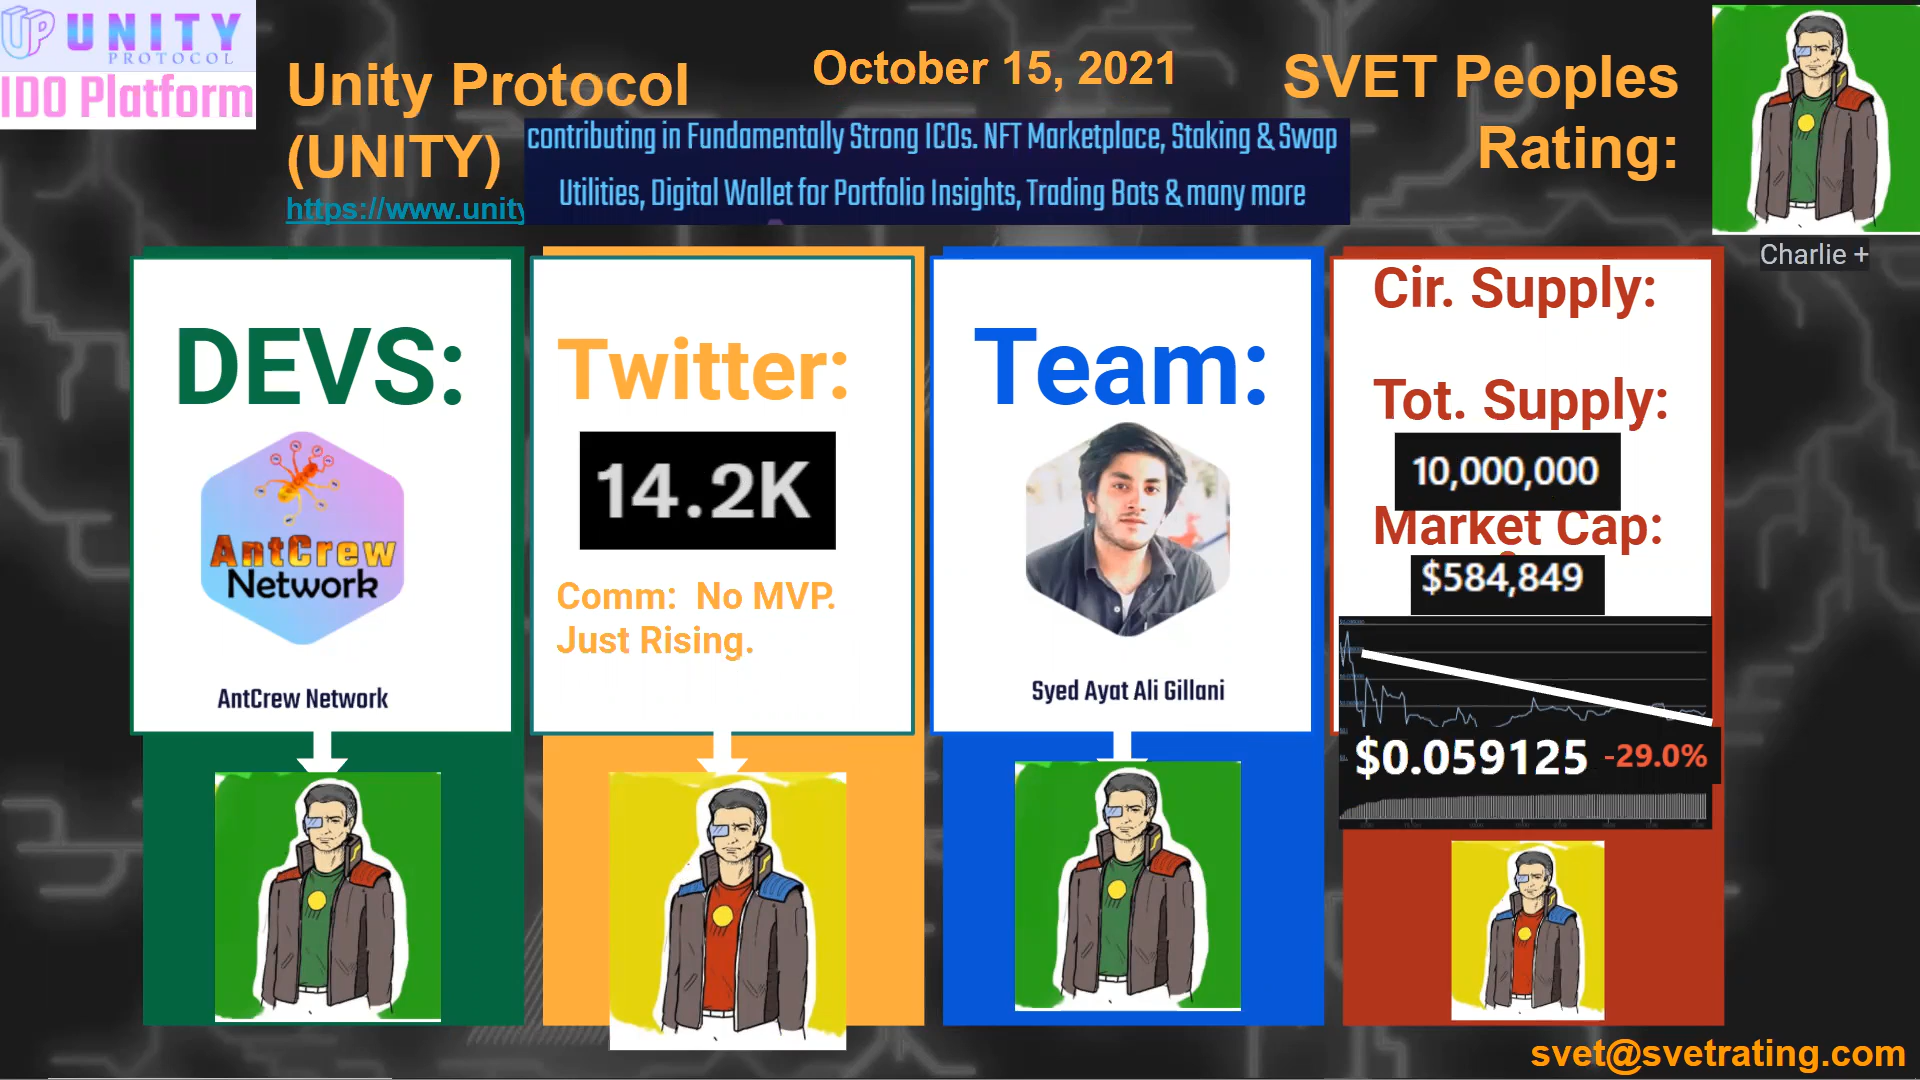 UP UNITY
PROTOCOL
IDO Platform
Unity Protocol
(UNITY)
https://www.unity
October 15, 2021
contributing in Fundamentally Strong ICOs. NFT Marketplace, Staking & Swap
Utilities, Digital Wallet for Portfolio Insights, Trading Bots & many more
SVET Peoples
Rating:
Charlie +
DEVS:
AntCrew
Network
AntCrew Network
Twitter:
14.2K
Comm: No MVP.
Just Rising.
Team:
Syed Ayat Ali Gillani
Cir. Supply:
Tot. Supply:
10,000,000
Market Cap:
$584,849
$0.059125 -29.0%
svet@svetrating.com